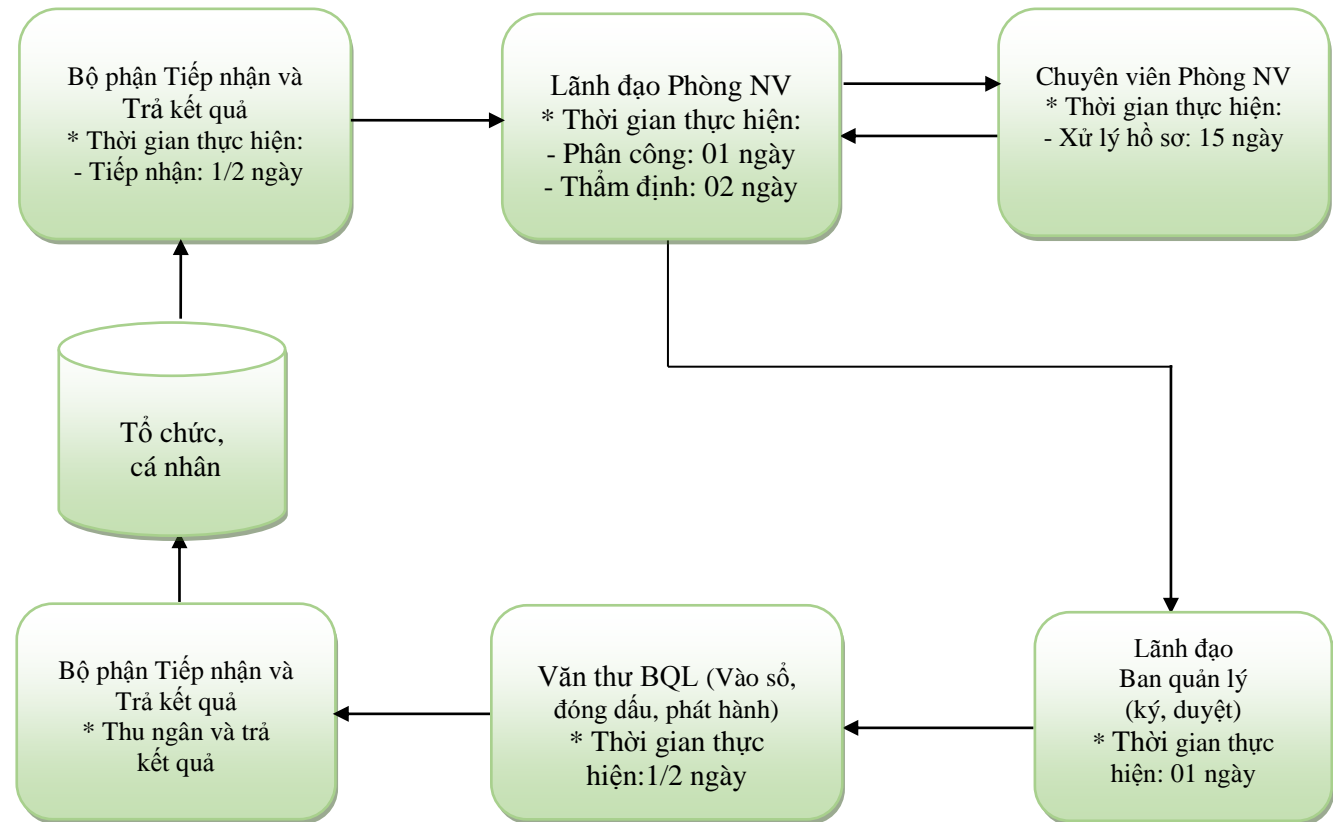 Bộ phận Tiếp nhận và
Trả kết quả
* Thời gian thực hiện:
- Tiếp nhận: 1/2 ngày
Lãnh đạo Phòng NV
* Thời gian thực hiện:
- Phân công: 01 ngày
- Thẩm định: 02 ngày
Chuyên viên Phòng NV
* Thời gian thực hiện:
- Xử lý hồ sơ: 15 ngày
Tổ chức,
cá nhân
Bộ phận Tiếp nhận và
Trả kết quả
* Thu ngân và trả
kết quả
Văn thư BQL (Vào sổ,
đóng dấu, phát hành)
* Thời gian thực
hiện:1/2 ngày
Lãnh đạo
Ban quản lý
(ký, duyệt)
* Thời gian thực
hiện: 01 ngày